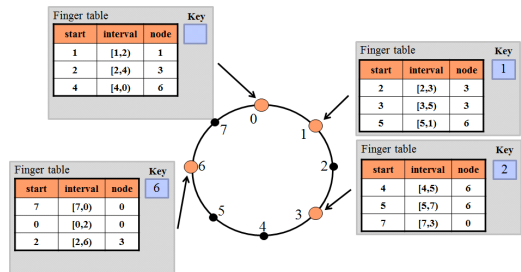 Finger table
Key
start interval node
1 [1,2) 1
2 [2,4) 3
4 [4,0) 6
Finger table
Key
start interval node
1
2 [2,3) 3
3 [3,5) 3
5 [5,1) 6
Finger table
Key
start interval node
2
4 [4,5) 6
5 [5,7) 6
7 [7,3) 0
Finger table
Key
start interval node
6
7 [7,0) 0
0 [0,2) 0
2 [2,6) 3
0
1
2
3
4
5
6
7